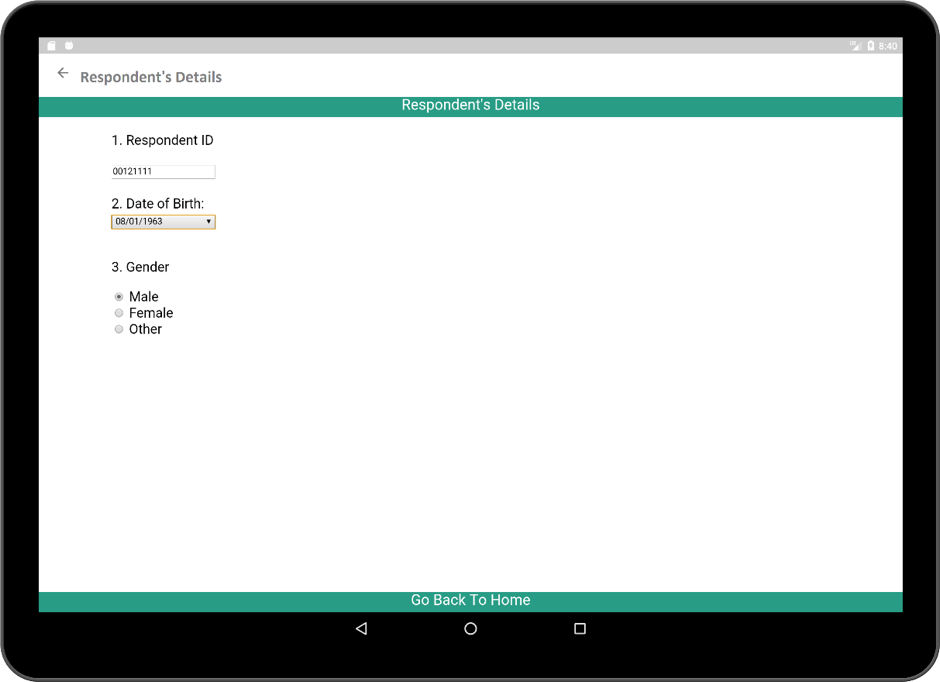 8:40
Respondent's Details
Respondent's Details
1. Respondent ID
00121111
2. Date of Birth:
08/01/1963
3. Gender
Male
Female
Other
Go Back To Home